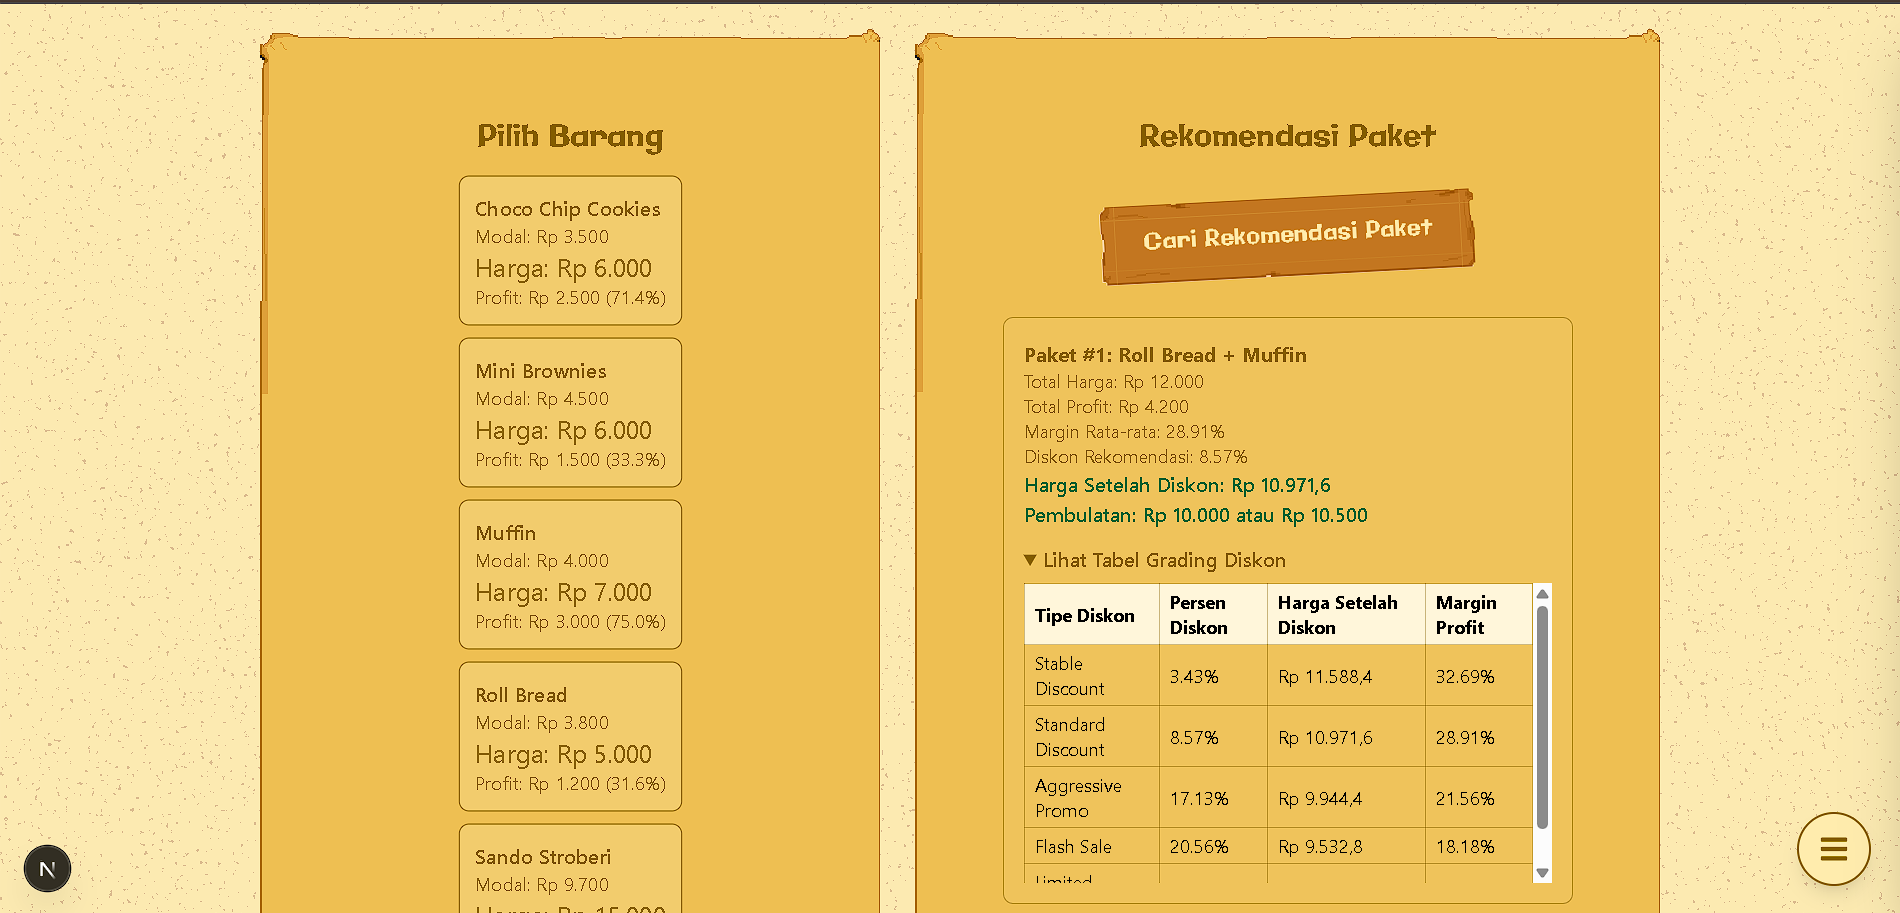 Pilih Barang
Choco Chip Cookies
Modal: Rp 3.500
Harga: Rp 6.000
Profit: Rp 2.500 (71.4%)
Mini Brownies
Modal: Rp 4.500
Harga: Rp 6.000
Profit: Rp 1.500 (33.3%)
Muffin
Modal: Rp 4.000
Harga: Rp 7.000
Profit: Rp 3.000 (75.0%)
Roll Bread
Modal: Rp 3.800
Harga: Rp 5.000
Profit: Rp 1.200 (31.6%)
Sando Stroberi
Modal: Rp 9.700
Harga: Rp 15.000
Rekomendasi Paket
Cari Rekomendasi Paket
Paket #1: Roll Bread + Muffin
Total Harga: Rp 12.000
Total Profit: Rp 4.200
Margin Rata-rata: 28.91%
Diskon Rekomendasi: 8.57%
Harga Setelah Diskon: Rp 10.971,6
Pembulatan: Rp 10.000 atau Rp 10.500
▼ Lihat Tabel Grading Diskon
Tipe Diskon Persen Diskon Harga Setelah Diskon Margin Profit
Stable Discount 3.43% Rp 11.588,4 32.69%
Standard Discount 8.57% Rp 10.971,6 28.91%
Aggressive Promo 17.13% Rp 9.944,4 21.56%
Flash Sale 20.56% Rp 9.532,8 18.18%
Limited
N